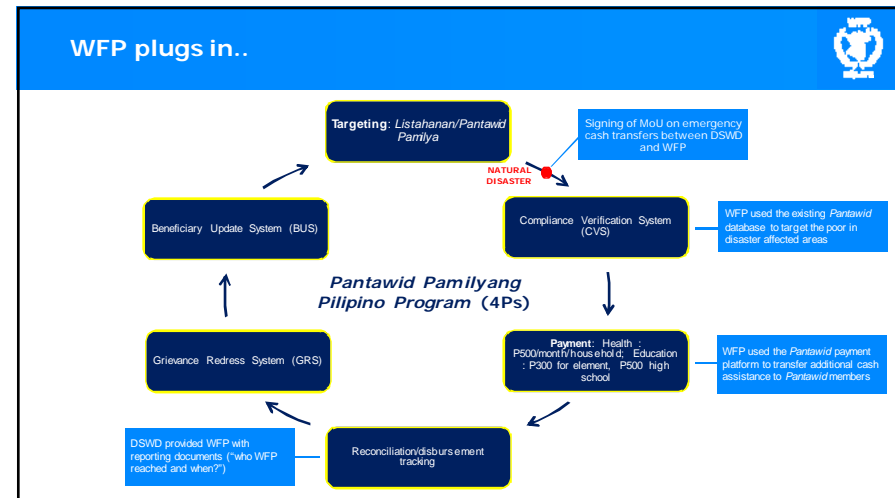 WFP plugs in..
Targeting: Listahanan/Pantawid
Pamilya
Signing of MoU on emergency
cash transfers between DSWD
and WFP
NATURAL
DISASTER
Beneficiary Update System (BUS)
Compliance Verification System
(CVS)
WFP used the existing Pantawid
database to target the poor in
disaster affected areas
Pantawid Pamilyang
Pilipino Program (4Ps)
Grievance Redress System (GRS)
Payment: Health :
P500/month/household; Education
: P300 for element, P500 high
school
WFP used the Pantawid payment
platform to transfer additional cash
assistance to Pantawid members
DSWD provided WFP with
reporting documents (“who WFP
reached and when?”)
Reconciliation/disbursement
tracking